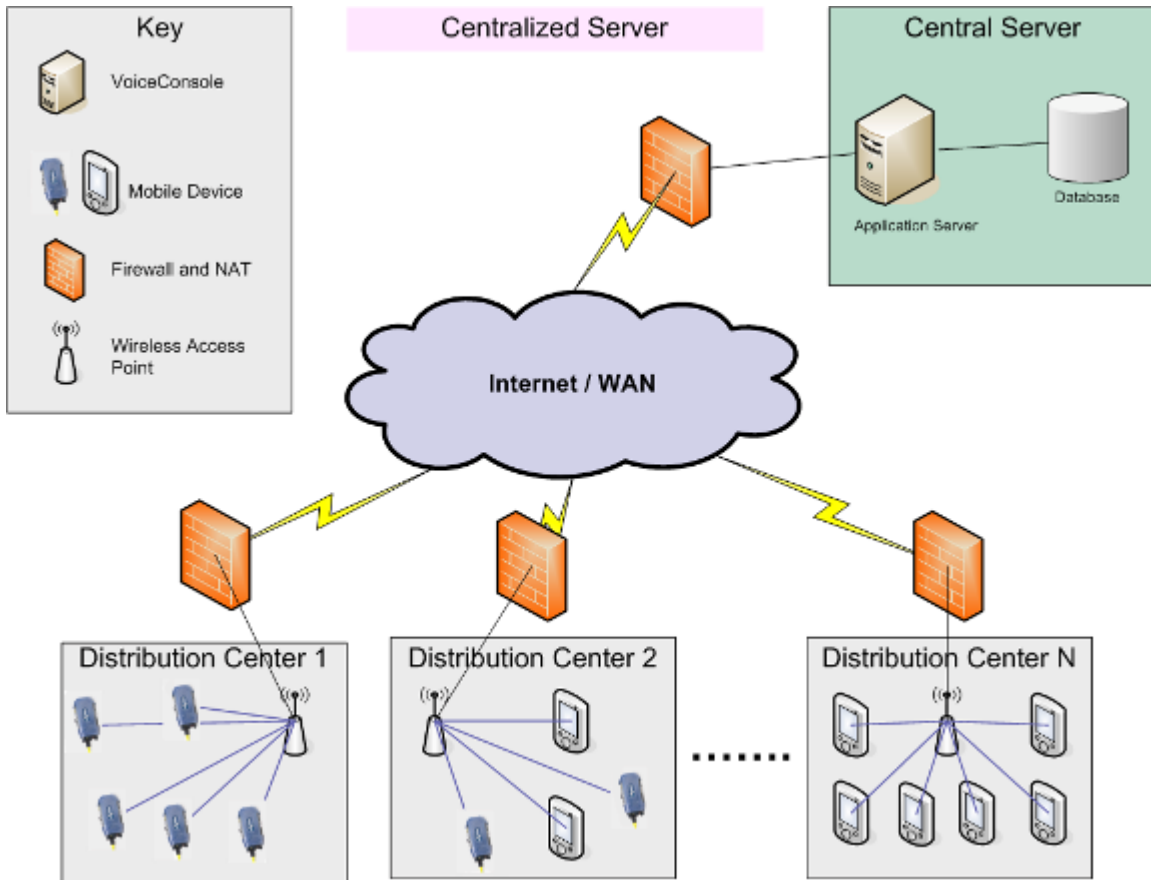 Key
VoiceConsole
Mobile Device
Firewall and NAT
Wireless Access
Point
Centralized Server
Central Server
Application Server
Database
Internet / WAN
Distribution Center 1
Distribution Center 2
Distribution Center N